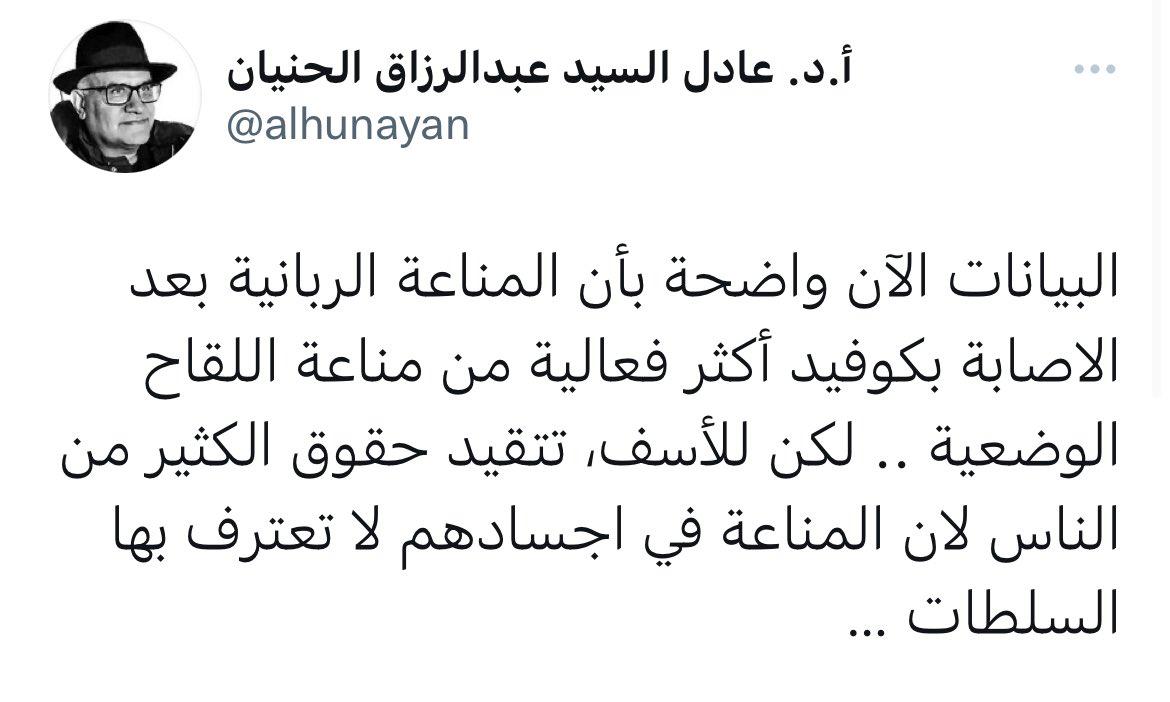 أ.د. عادل السيد عبدالرزاق الحنيان
@alhunayan
البيانات الآن واضحة بأن المناعة الربانية بعد
الاصابة بكوفيد أكثر فعالية من مناعة اللقاح
الوضعية .. لكن للأسف، تتقيد حقوق الكثير من
الناس لان المناعة في اجسادهم لا تعترف بها
السلطات ...